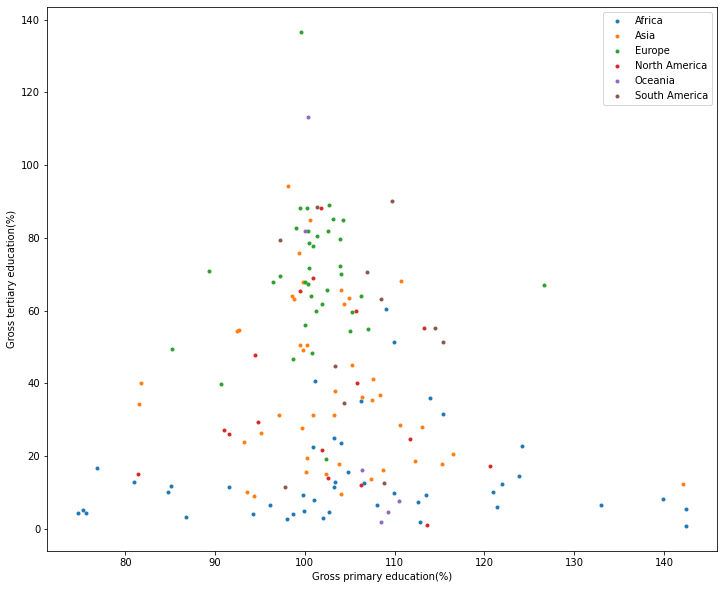 Africa
Asia
Europe
North America
Oceania
South America
140
120
100
80
60
40
20
0
Gross tertiary education(%)
80 90 100 110 120 130 140
Gross primary education(%)